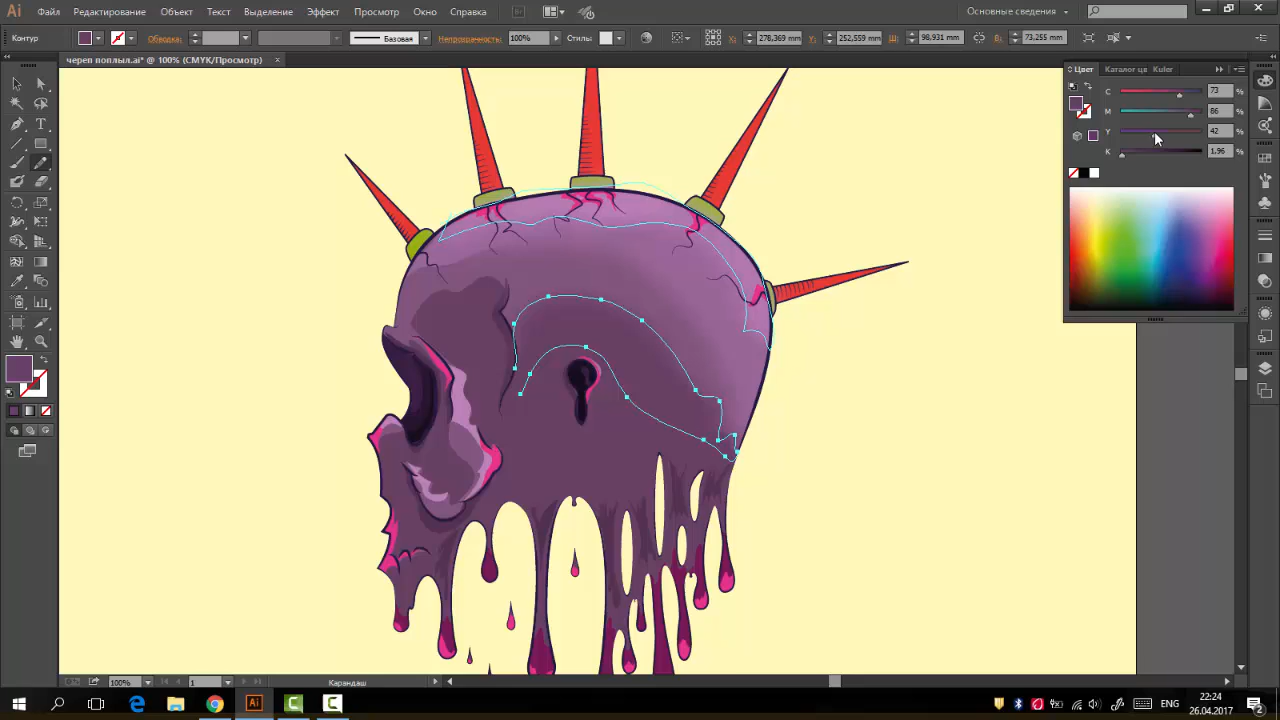 Ai Файл Редактирование Объект Текст Выделение Эффект Просмотр Окно Справка Br Основные сведения
Контур Обводка: Базовая Непрозрачность: 100% Стили: X: 278,369 mm Y: 252,559 mm Ш: 98,931 mm В: 73,255 mm
череп поплыл.ai* @ 100% (CMYK/Просмотр) ×
Цвет Каталог цв Kuler
C 73 %
M 86 %
Y 42 %
K 1.96 %
100% 1 Карандаш
ENG 22:24
26.04.2017